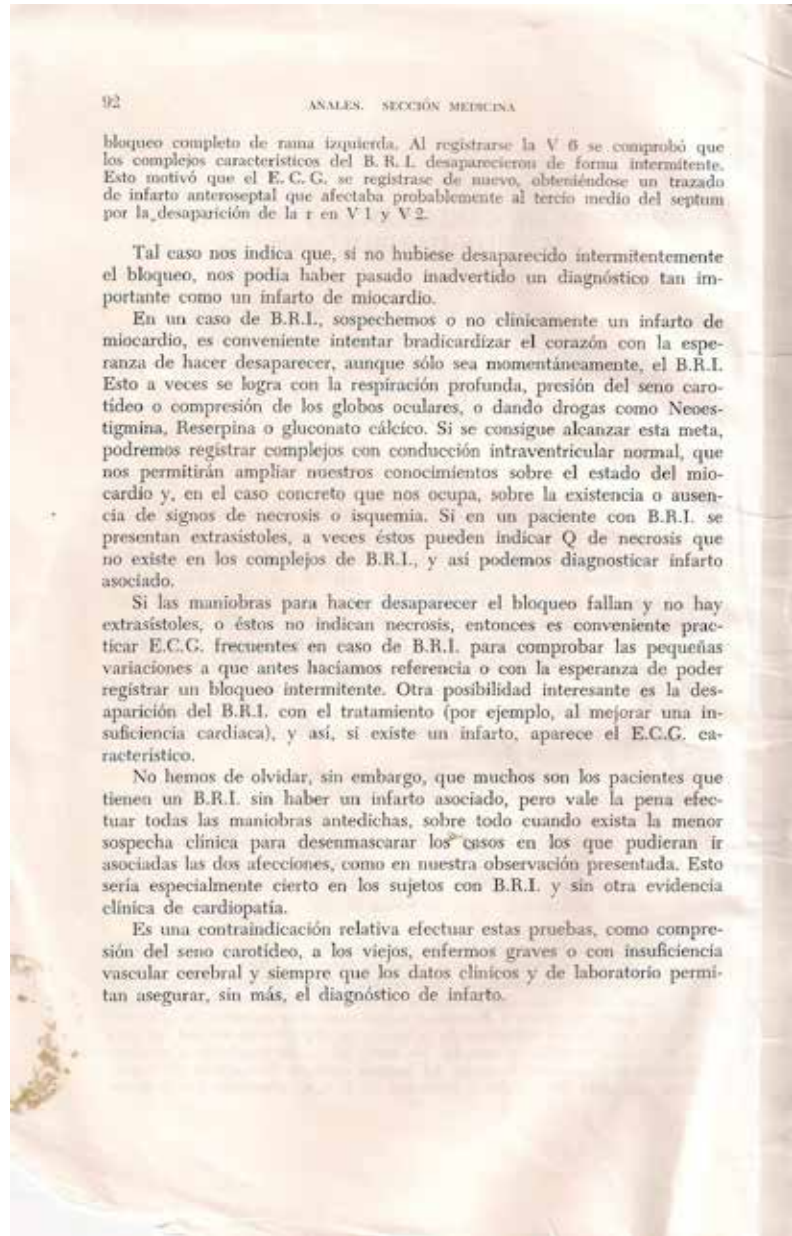 92
ANALES. SECCIÓN MEDICINA
bloqueo completo de rama izquierda. Al registrarse la V 6 se comprobó que
los complejos característicos del B. R. I. desaparecieron de forma intermitente.
Esto motivó que el E. C. G. se registrase de nuevo, obteniéndose un trazado
de infarto anteroseptal que afectaba probablemente al tercio medio del septum
por la desaparición de la r en V 1 y V 2.
Tal caso nos indica que, si no hubiese desaparecido intermitentemente
el bloqueo, nos podía haber pasado inadvertido un diagnóstico tan im-
portante como un infarto de miocardio.
En un caso de B.R.I., sospechemos o no clínicamente un infarto de
miocardio, es conveniente intentar bradicardizar el corazón con la espe-
ranza de hacer desaparecer, aunque sólo sea momentáneamente, el B.R.I.
Esto a veces se logra con la respiración profunda, presión del seno caro-
tídeo o compresión de los globos oculares, o dando drogas como Neoes-
tigmina, Reserpina o gluconato cálcico. Si se consigue alcanzar esta meta,
podremos registrar complejos con conducción intraventricular normal, que
nos permitirán ampliar nuestros conocimientos sobre el estado del mio-
cardio y, en el caso concreto que nos ocupa, sobre la existencia o ausen-
cia de signos de necrosis o isquemia. Si en un paciente con B.R.I. se
presentan extrasístoles, a veces éstos pueden indicar Q de necrosis que
no existe en los complejos de B.R.I., y así podemos diagnosticar infarto
asociado.
Si las maniobras para hacer desaparecer el bloqueo fallan y no hay
extrasístoles, o éstos no indican necrosis, entonces es conveniente prac-
ticar E.C.G. frecuentes en caso de B.R.I. para comprobar las pequeñas
variaciones a que antes hacíamos referencia o con la esperanza de poder
registrar un bloqueo intermitente. Otra posibilidad interesante es la des-
aparición del B.R.I. con el tratamiento (por ejemplo, al mejorar una in-
suficiencia cardiaca), y así, si existe un infarto, aparece el E.C.G. ca-
racterístico.
No hemos de olvidar, sin embargo, que muchos son los pacientes que
tienen un B.R.I. sin haber un infarto asociado, pero vale la pena efec-
tuar todas las maniobras antedichas, sobre todo cuando exista la menor
sospecha clínica para desenmascarar los casos en los que pudieran ir
asociadas las dos afecciones, como en nuestra observación presentada. Esto
sería especialmente cierto en los sujetos con B.R.I. y sin otra evidencia
clínica de cardiopatía.
Es una contraindicación relativa efectuar estas pruebas, como compre-
sión del seno carotídeo, a los viejos, enfermos graves o con insuficiencia
vascular cerebral y siempre que los datos clínicos y de laboratorio permi-
tan asegurar, sin más, el diagnóstico de infarto.